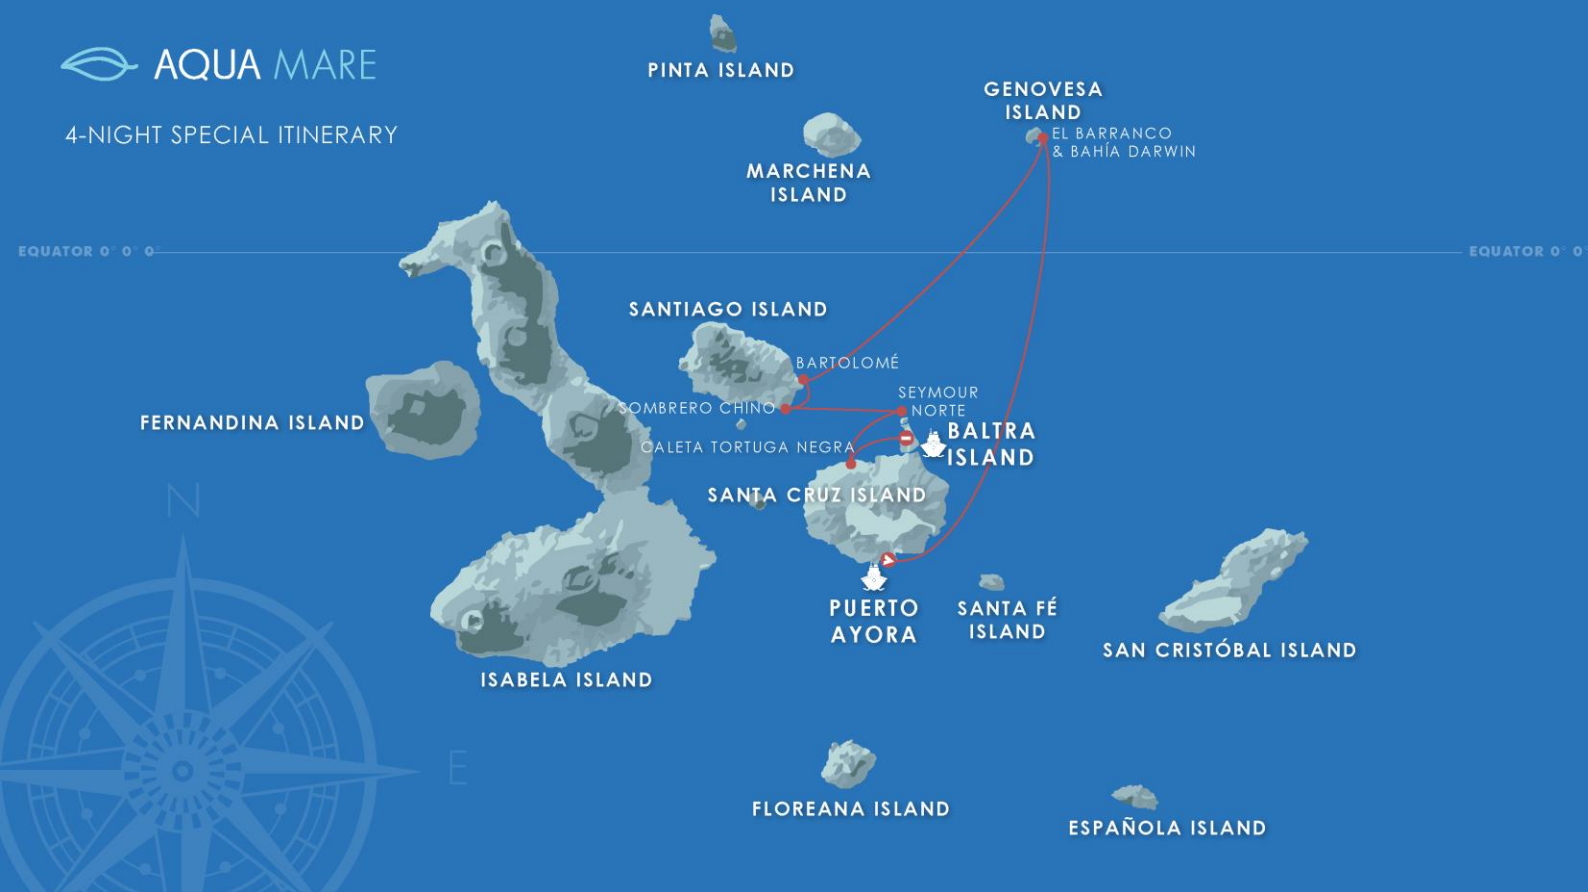 AQUA MARE
4-NIGHT SPECIAL ITINERARY
PINTA ISLAND
GENOVESA
ISLAND
EL BARRANCO
& BAHÍA DARWIN
MARCHENA
ISLAND
EQUATOR 0° 0° 0°
EQUATOR 0° 0°
SANTIAGO ISLAND
BARTOLOMÉ
SEYMOUR
NORTE
SOMBRERO CHINO
FERNANDINA ISLAND
BALTRA
ISLAND
CALETA TORTUGA NEGRA
SANTA CRUZ ISLAND
N
PUERTO
AYORA
SANTA FÉ
ISLAND
SAN CRISTÓBAL ISLAND
ISABELA ISLAND
E
FLOREANA ISLAND
ESPAÑOLA ISLAND